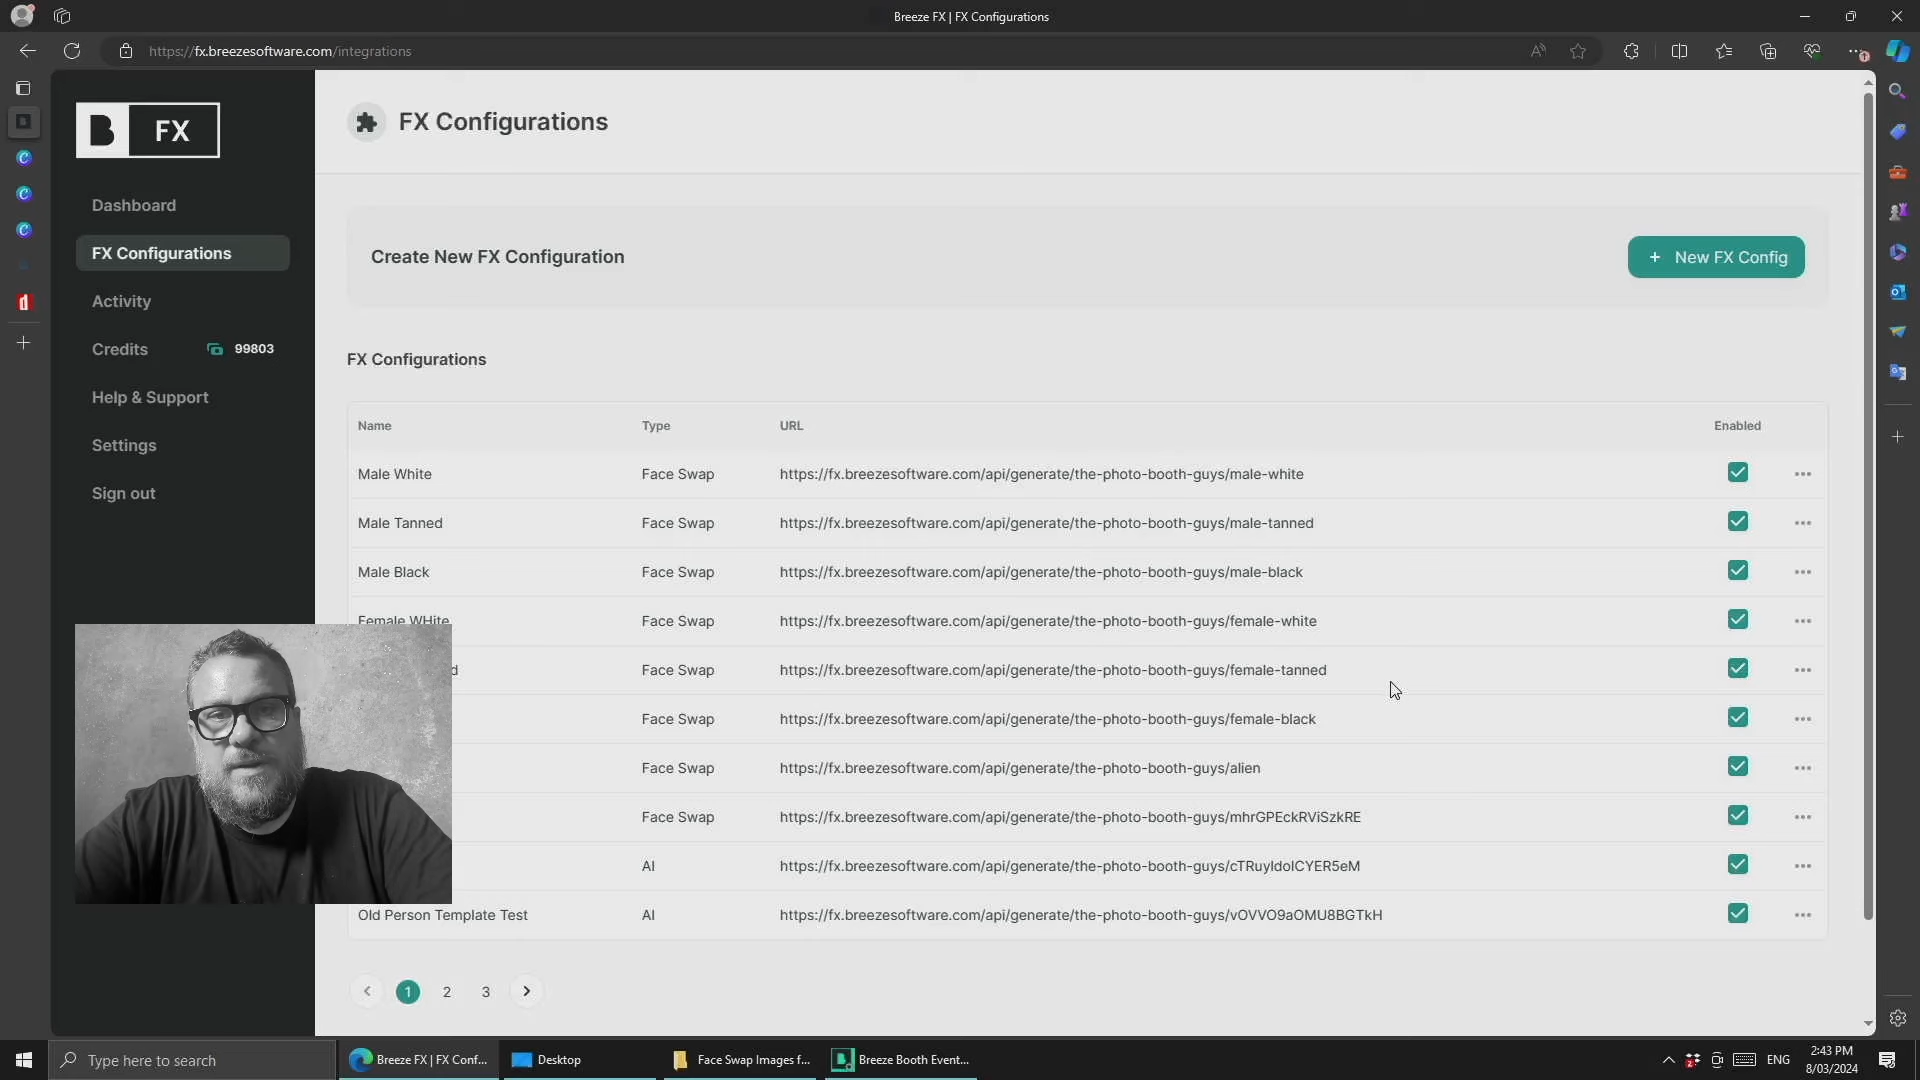 Breeze FX | FX Configurations
https://fx.breezesoftware.com/integrations
B FX
FX Configurations
Dashboard
FX Configurations
Activity
Credits 99803
Help & Support
Settings
Sign out
Create New FX Configuration
+ New FX Config
FX Configurations
Name Type URL Enabled
Male White Face Swap https://fx.breezesoftware.com/api/generate/the-photo-booth-guys/male-white
Male Tanned Face Swap https://fx.breezesoftware.com/api/generate/the-photo-booth-guys/male-tanned
Male Black Face Swap https://fx.breezesoftware.com/api/generate/the-photo-booth-guys/male-black
Female WHite Face Swap https://fx.breezesoftware.com/api/generate/the-photo-booth-guys/female-white
d Face Swap https://fx.breezesoftware.com/api/generate/the-photo-booth-guys/female-tanned
Face Swap https://fx.breezesoftware.com/api/generate/the-photo-booth-guys/female-black
Face Swap https://fx.breezesoftware.com/api/generate/the-photo-booth-guys/alien
Face Swap https://fx.breezesoftware.com/api/generate/the-photo-booth-guys/mhrGPEckRViSzkRE
AI https://fx.breezesoftware.com/api/generate/the-photo-booth-guys/cTRuyIdolCYER5eM
Old Person Template Test AI https://fx.breezesoftware.com/api/generate/the-photo-booth-guys/vOVVO9aOMU8BGTkH
1 2 3
Type here to search
Breeze FX | FX Conf...
Desktop
Face Swap Images f...
Breeze Booth Event...
ENG
2:43 PM
8/03/2024